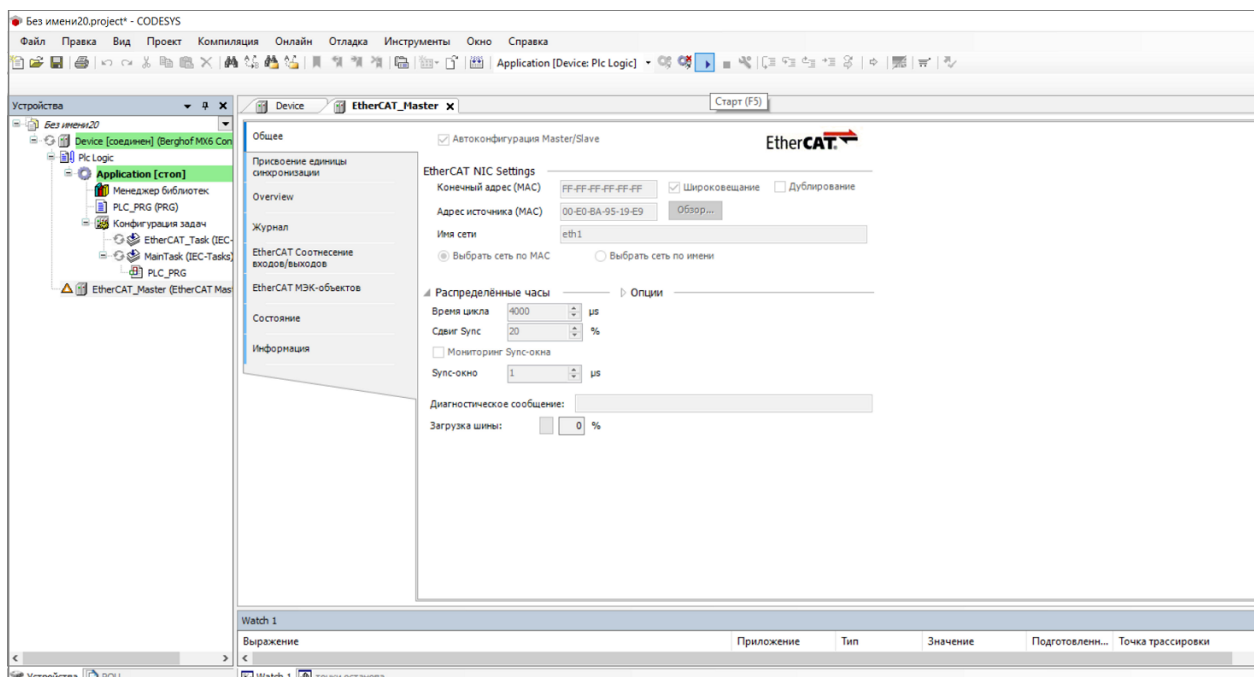 Без имени20.project* - CODESYS
Файл Правка Вид Проект Компиляция Онлайн Отладка Инструменты Окно Справка
Application [Device: Plc Logic]
Старт (F5)
Устройства
Без имени20
Device [соединен] (Berghof MX6 Con
Plc Logic
Application [стоп]
Менеджер библиотек
PLC_PRG (PRG)
Конфигурация задач
EtherCAT_Task (IEC-
MainTask (IEC-Tasks)
PLC_PRG
EtherCAT_Master (EtherCAT Mas
Device EtherCAT_Master
Общее
Присвоение единицы
синхронизации
Overview
Журнал
EtherCAT Соотнесение
входов/выходов
EtherCAT МЭК-объектов
Состояние
Информация
Автоконфигурация Master/Slave
EtherCAT
EtherCAT NIC Settings
Конечный адрес (MAC) FF-FF-FF-FF-FF-FF Широковещание Дублирование
Адрес источника (MAC) 00-E0-BA-95-19-E9 Обзор...
Имя сети eth1
Выбрать сеть по MAC Выбрать сеть по имени
Распределённые часы Опции
Время цикла 4000 µs
Сдвиг Sync 20 %
Мониторинг Sync-окна
Sync-окно 1 µs
Диагностическое сообщение:
Загрузка шины: 0 %
Watch 1
Выражение Приложение Тип Значение Подготовленн... Точка трассировки
Устройства POU
Watch 1 точки останова